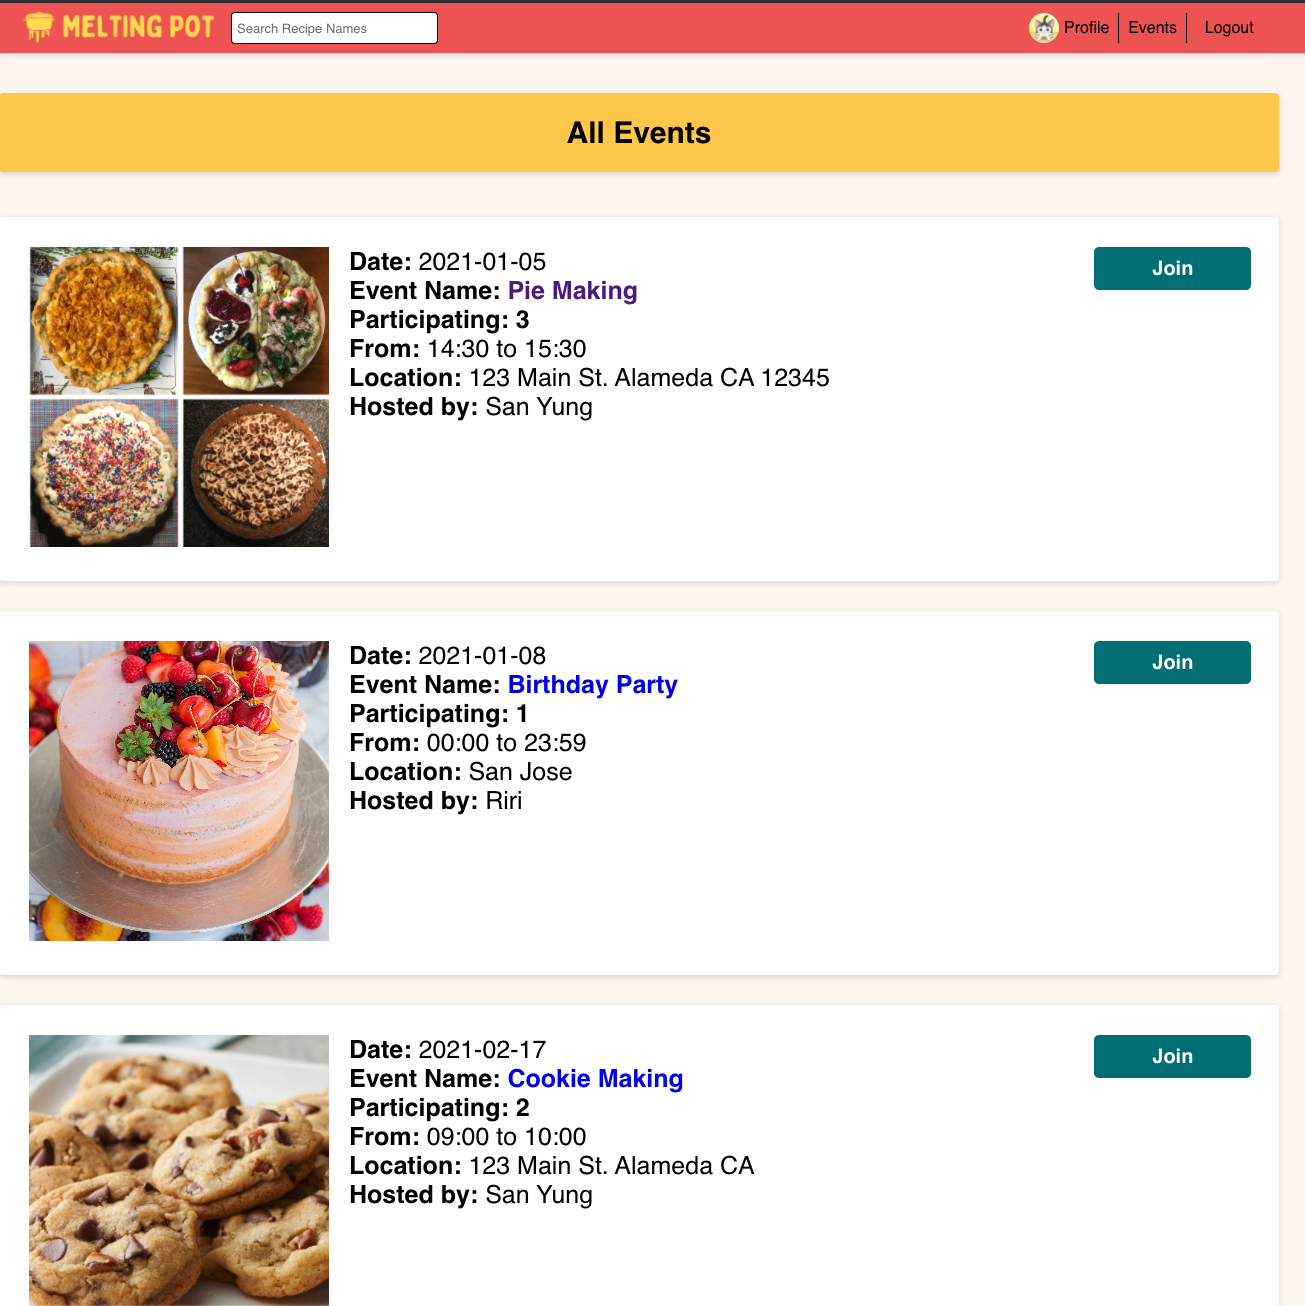 MELTING POT
Search Recipe Names
Profile
Events
Logout
All Events
Date: 2021-01-05
Join
Event Name: Pie Making
Participating: 3
From: 14:30 to 15:30
Location: 123 Main St. Alameda CA 12345
Hosted by: San Yung
Date: 2021-01-08
Join
Event Name: Birthday Party
Participating: 1
From: 00:00 to 23:59
Location: San Jose
Hosted by: Riri
Date: 2021-02-17
Join
Event Name: Cookie Making
Participating: 2
From: 09:00 to 10:00
Location: 123 Main St. Alameda CA
Hosted by: San Yung